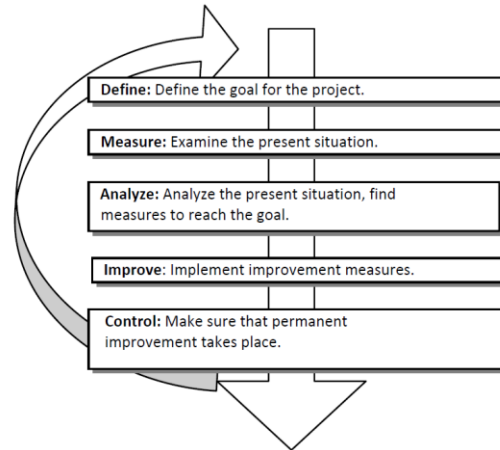 Define: Define the goal for the project.
Measure: Examine the present situation.
Analyze: Analyze the present situation, find
measures to reach the goal.
Improve: Implement improvement measures.
Control: Make sure that permanent
improvement takes place.